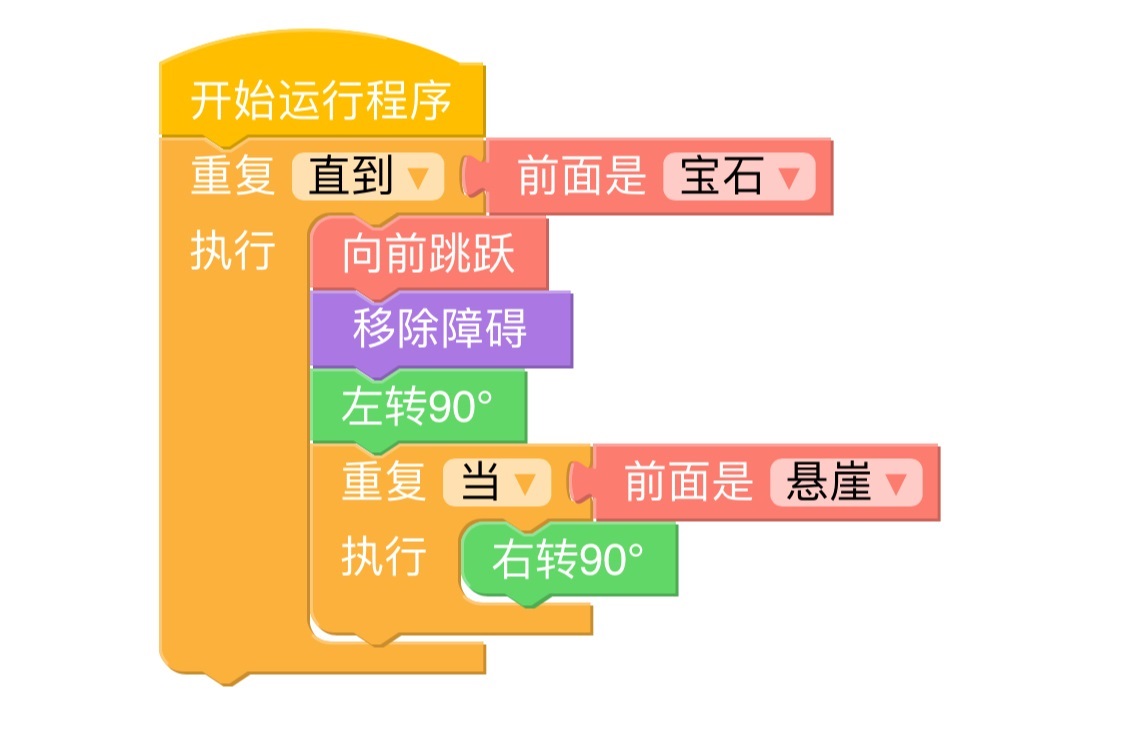 开始运行程序
重复 直到▼ 前面是 宝石▼
执行
向前跳跃
移除障碍
左转90°
重复 当▼ 前面是 悬崖▼
执行 右转90°